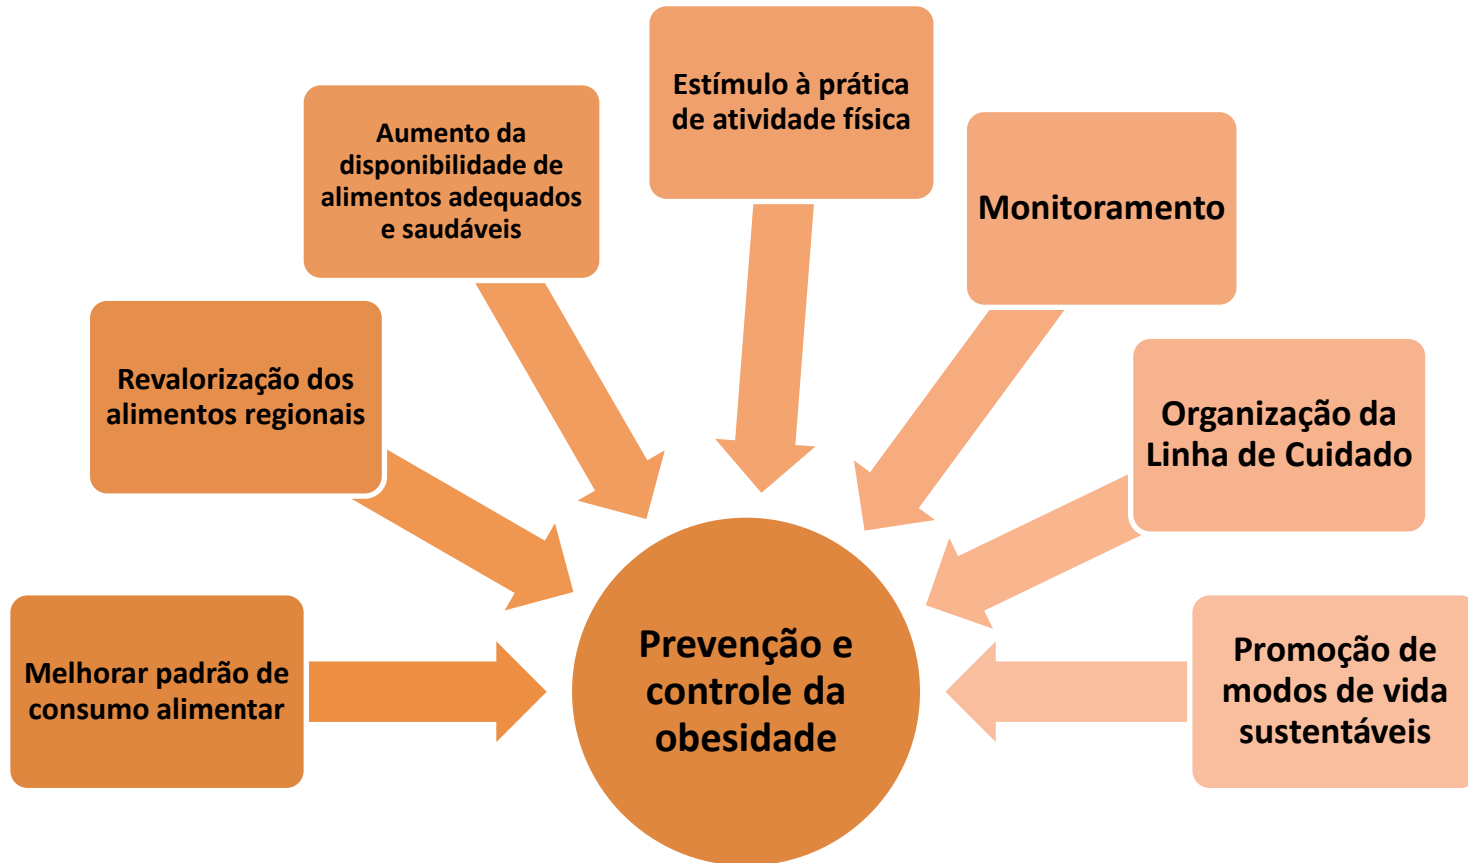 Estímulo à prática
de atividade física
Aumento da
disponibilidade de
alimentos adequados
e saudáveis
Monitoramento
Revalorização dos
alimentos regionais
Organização da
Linha de Cuidado
Melhorar padrão de
consumo alimentar
Prevenção e
controle da
obesidade
Promoção de
modos de vida
sustentáveis